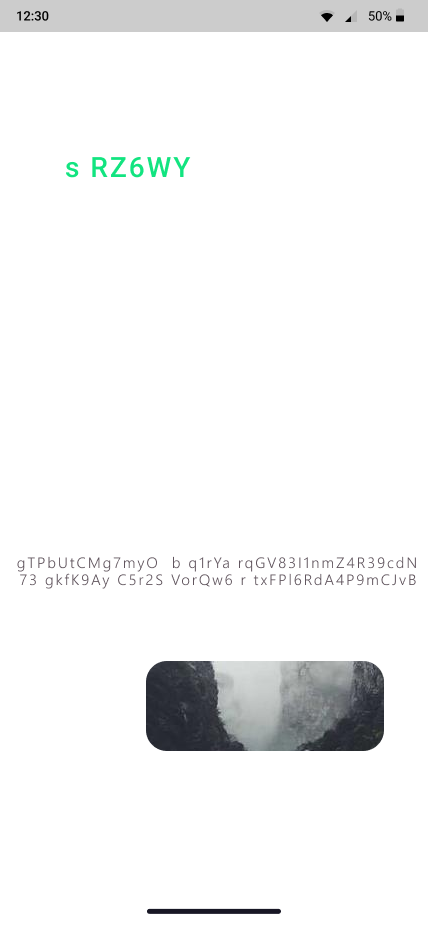 12:30
50%
s RZ6WY
gTPbUtCMg7myO b q1rYa rqGV83I1nmZ4R39cdN
73 gkfK9Ay C5r2S VorQw6 r txFPl6RdA4P9mCJvB